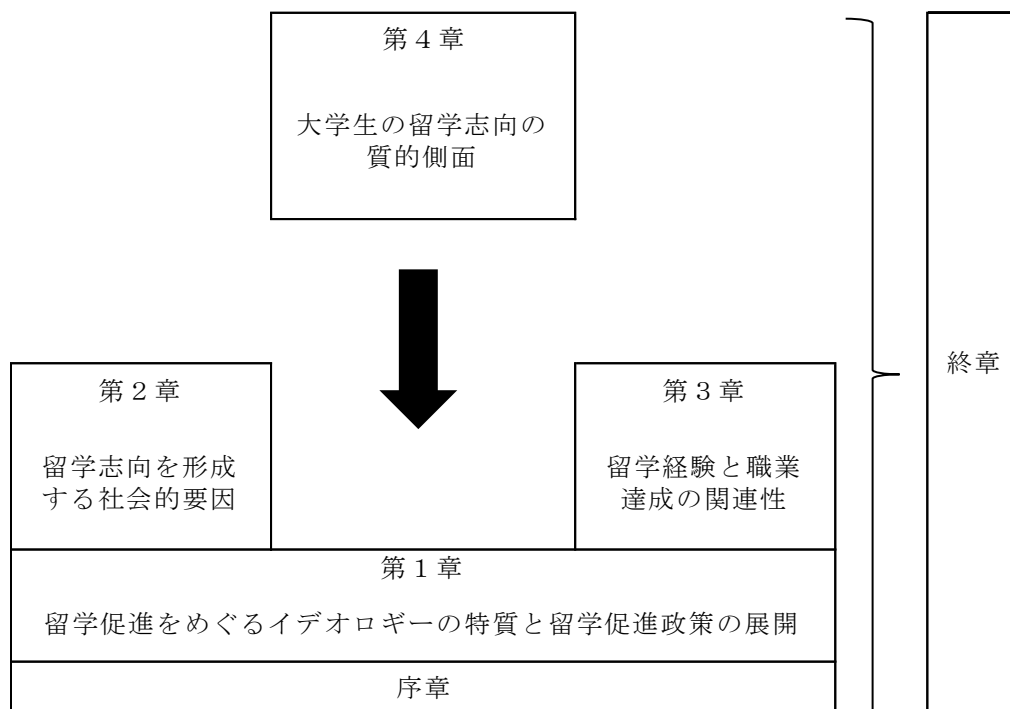 第４章
大学生の留学志向の
質的側面
第２章
留学志向を形成
する社会的要因
第３章
留学経験と職業
達成の関連性
第１章
留学促進をめぐるイデオロギーの特質と留学促進政策の展開
序章
終章